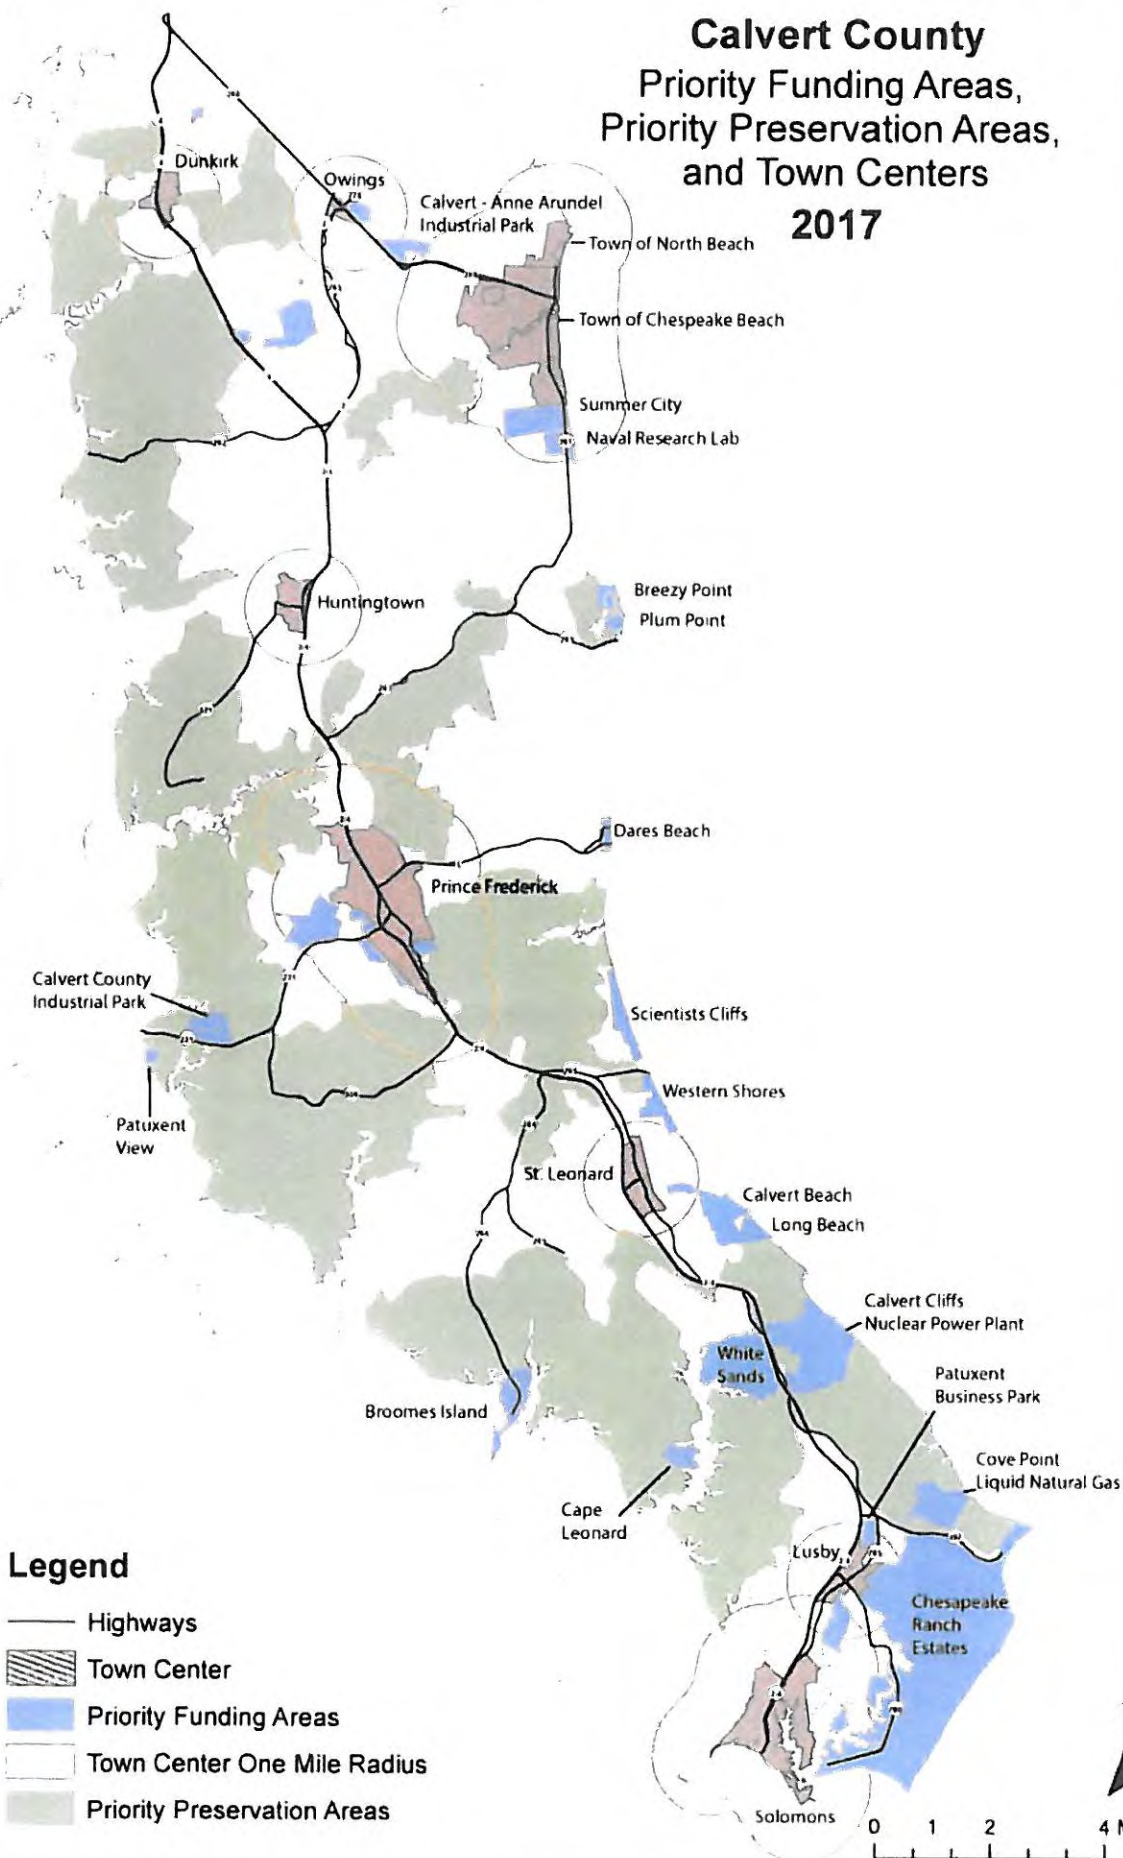 Calvert County
Priority Funding Areas,
Priority Preservation Areas,
and Town Centers
2017
Dunkirk
Owings
Calvert - Anne Arundel
Industrial Park
Town of North Beach
Town of Chespeake Beach
Summer City
Naval Research Lab
Huntingtown
Breezy Point
Plum Point
Dares Beach
Prince Frederick
Calvert County
Industrial Park
Scientists Cliffs
Western Shores
Patuxent
View
St. Leonard
Calvert Beach
Long Beach
Calvert Cliffs
Nuclear Power Plant
White
Sands
Patuxent
Business Park
Broomes Island
Cove Point
Liquid Natural Gas
Cape
Leonard
Lusby
Chesapeake
Ranch
Estates
Solomons
Legend
Highways
Town Center
Priority Funding Areas
Town Center One Mile Radius
Priority Preservation Areas
0 1 2 4